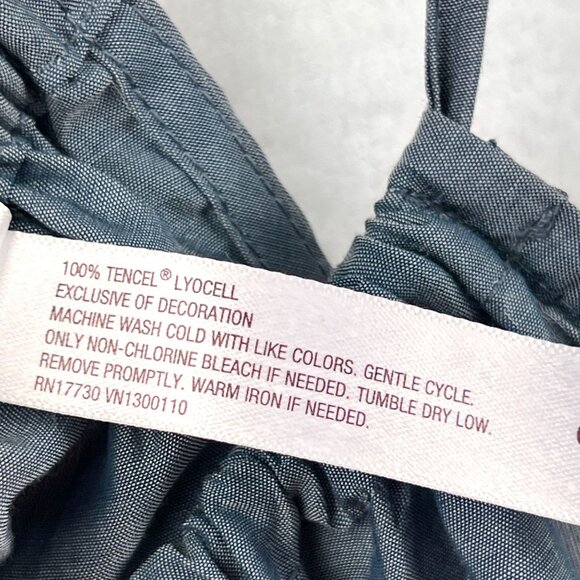 100% TENCEL® LYOCELL
EXCLUSIVE OF DECORATION
MACHINE WASH COLD WITH LIKE COLORS. GENTLE CYCLE.
ONLY NON-CHLORINE BLEACH IF NEEDED. TUMBLE DRY LOW.
REMOVE PROMPTLY. WARM IRON IF NEEDED.
RN17730 VN1300110